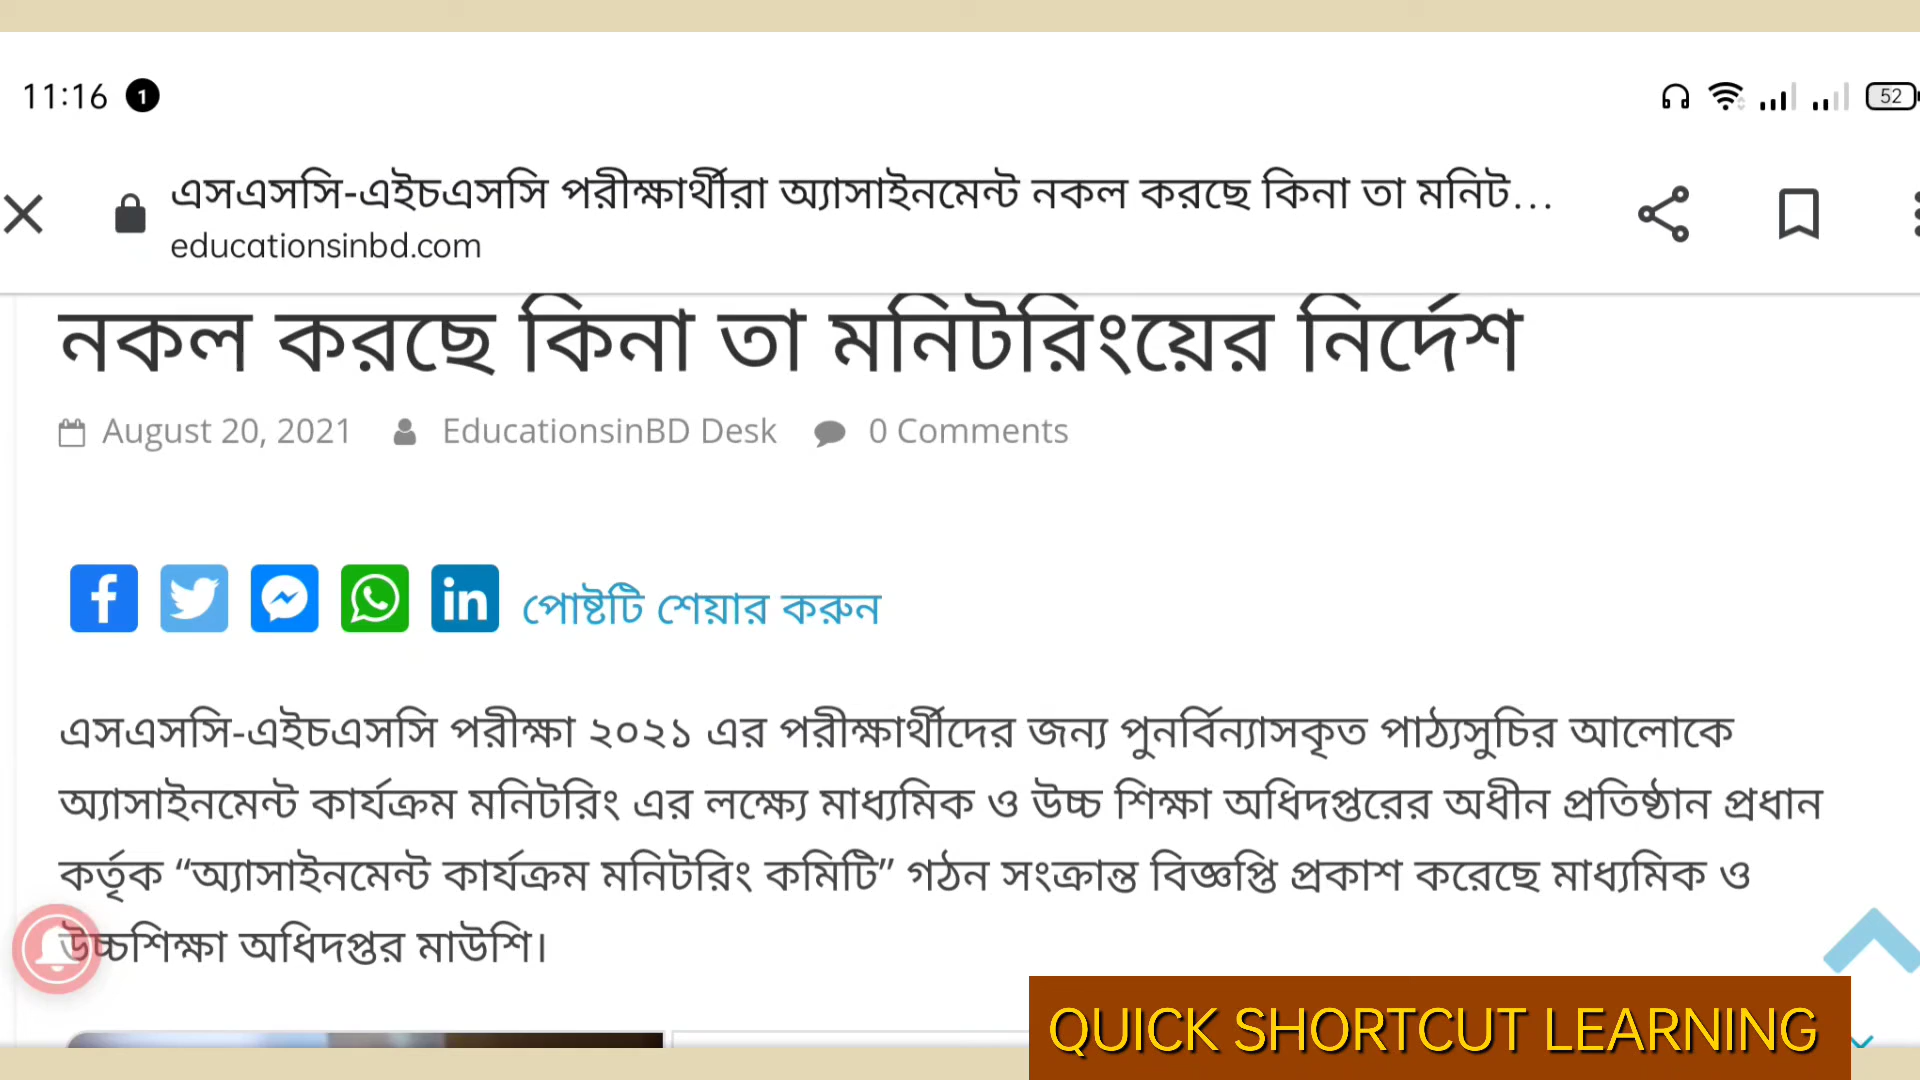 11:16 1
52
এসএসসি-এইচএসসি পরীক্ষার্থীরা অ্যাসাইনমেন্ট নকল করছে কিনা তা মনিট...
educationsinbd.com
নকল করছে কিনা তা মনিটরিংয়ের নির্দেশ
August 20, 2021 EducationsinBD Desk 0 Comments
পোষ্টটি শেয়ার করুন
এসএসসি-এইচএসসি পরীক্ষা ২০২১ এর পরীক্ষার্থীদের জন্য পুনর্বিন্যাসকৃত পাঠ্যসুচির আলোকে
অ্যাসাইনমেন্ট কার্যক্রম মনিটরিং এর লক্ষ্যে মাধ্যমিক ও উচ্চ শিক্ষা অধিদপ্তরের অধীন প্রতিষ্ঠান প্রধান
কর্তৃক “অ্যাসাইনমেন্ট কার্যক্রম মনিটরিং কমিটি” গঠন সংক্রান্ত বিজ্ঞপ্তি প্রকাশ করেছে মাধ্যমিক ও
উচ্চশিক্ষা অধিদপ্তর মাউশি।
QUICK SHORTCUT LEARNING